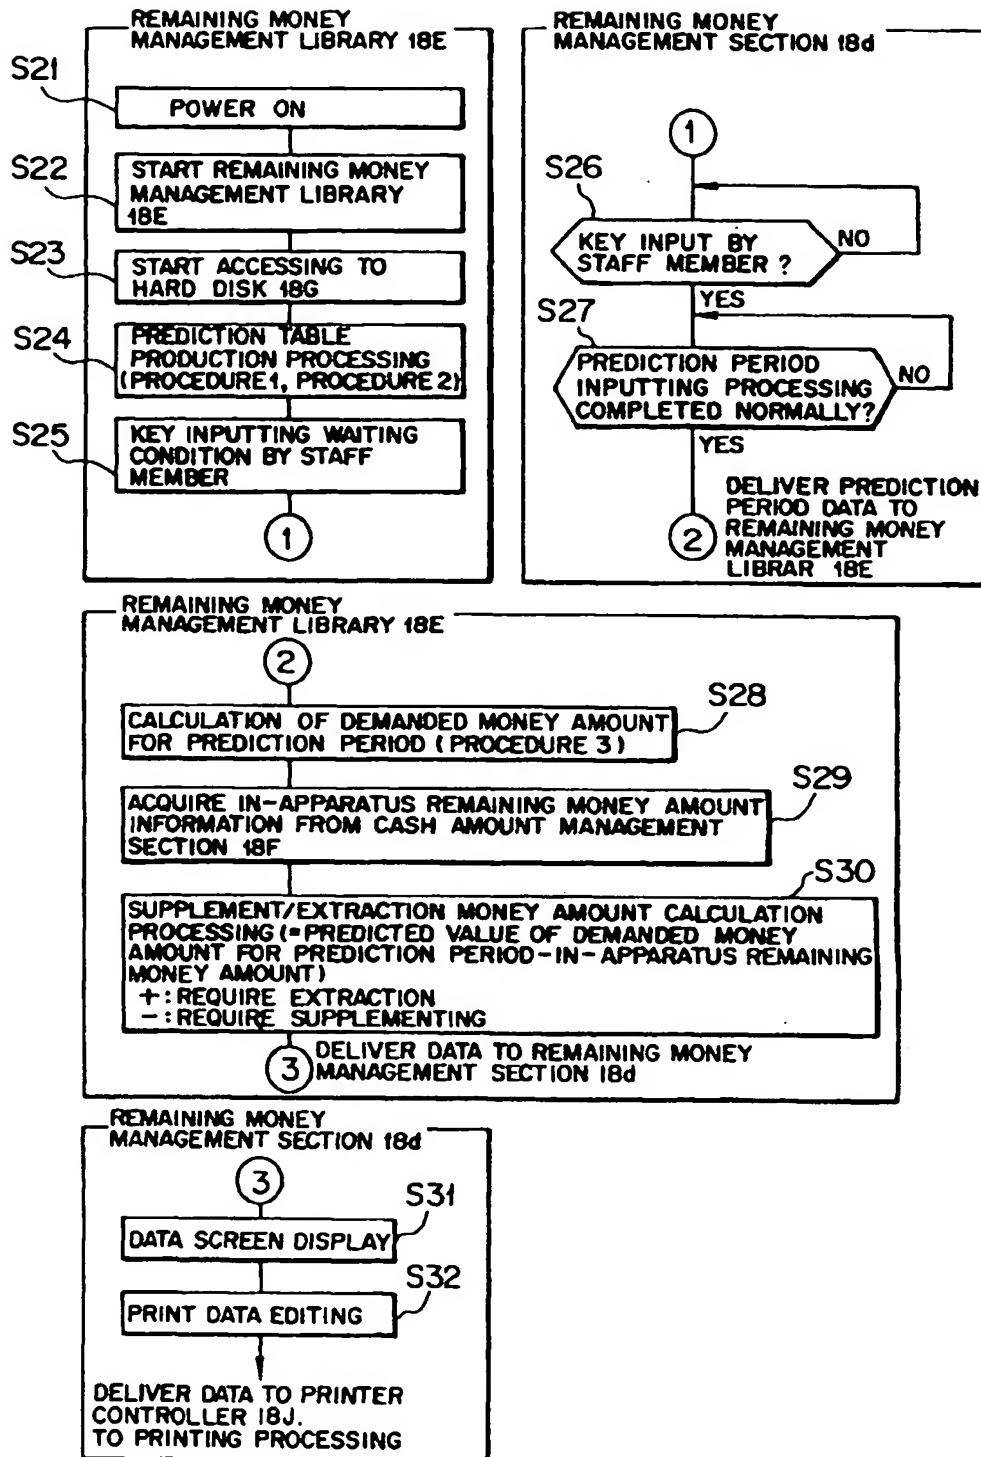 REMAINING MONEY
MANAGEMENT LIBRARY 18E
S21
POWER ON
S22
START REMAINING MONEY
MANAGEMENT LIBRARY
18E
S23
START ACCESSING TO
HARD DISK 18G
S24
PREDICTION TABLE
PRODUCTION PROCESSING
(PROCEDURE 1, PROCEDURE 2)
S25
KEY INPUTTING WAITING
CONDITION BY STAFF
MEMBER
1
REMAINING MONEY
MANAGEMENT SECTION 18d
1
S26
KEY INPUT BY
STAFF MEMBER ?
NO
YES
S27
PREDICTION PERIOD
INPUTTING PROCESSING
COMPLETED NORMALLY?
NO
YES
2
DELIVER PREDICTION
PERIOD DATA TO
REMAINING MONEY
MANAGEMENT
LIBRAR 18E
REMAINING MONEY
MANAGEMENT LIBRARY 18E
2
S28
CALCULATION OF DEMANDED MONEY AMOUNT
FOR PREDICTION PERIOD (PROCEDURE 3)
S29
ACQUIRE IN-APPARATUS REMAINING MONEY AMOUNT
INFORMATION FROM CASH AMOUNT MANAGEMENT
SECTION 18F
S30
SUPPLEMENT/EXTRACTION MONEY AMOUNT CALCULATION
PROCESSING (=PREDICTED VALUE OF DEMANDED MONEY
AMOUNT FOR PREDICTION PERIOD-IN-APPARATUS REMAINING
MONEY AMOUNT)
+:REQUIRE EXTRACTION
-:REQUIRE SUPPLEMENTING
3
DELIVER DATA TO REMAINING MONEY
MANAGEMENT SECTION 18d
REMAINING MONEY
MANAGEMENT SECTION 18d
3
S31
DATA SCREEN DISPLAY
S32
PRINT DATA EDITING
DELIVER DATA TO PRINTER
CONTROLLER 18J.
TO PRINTING PROCESSING